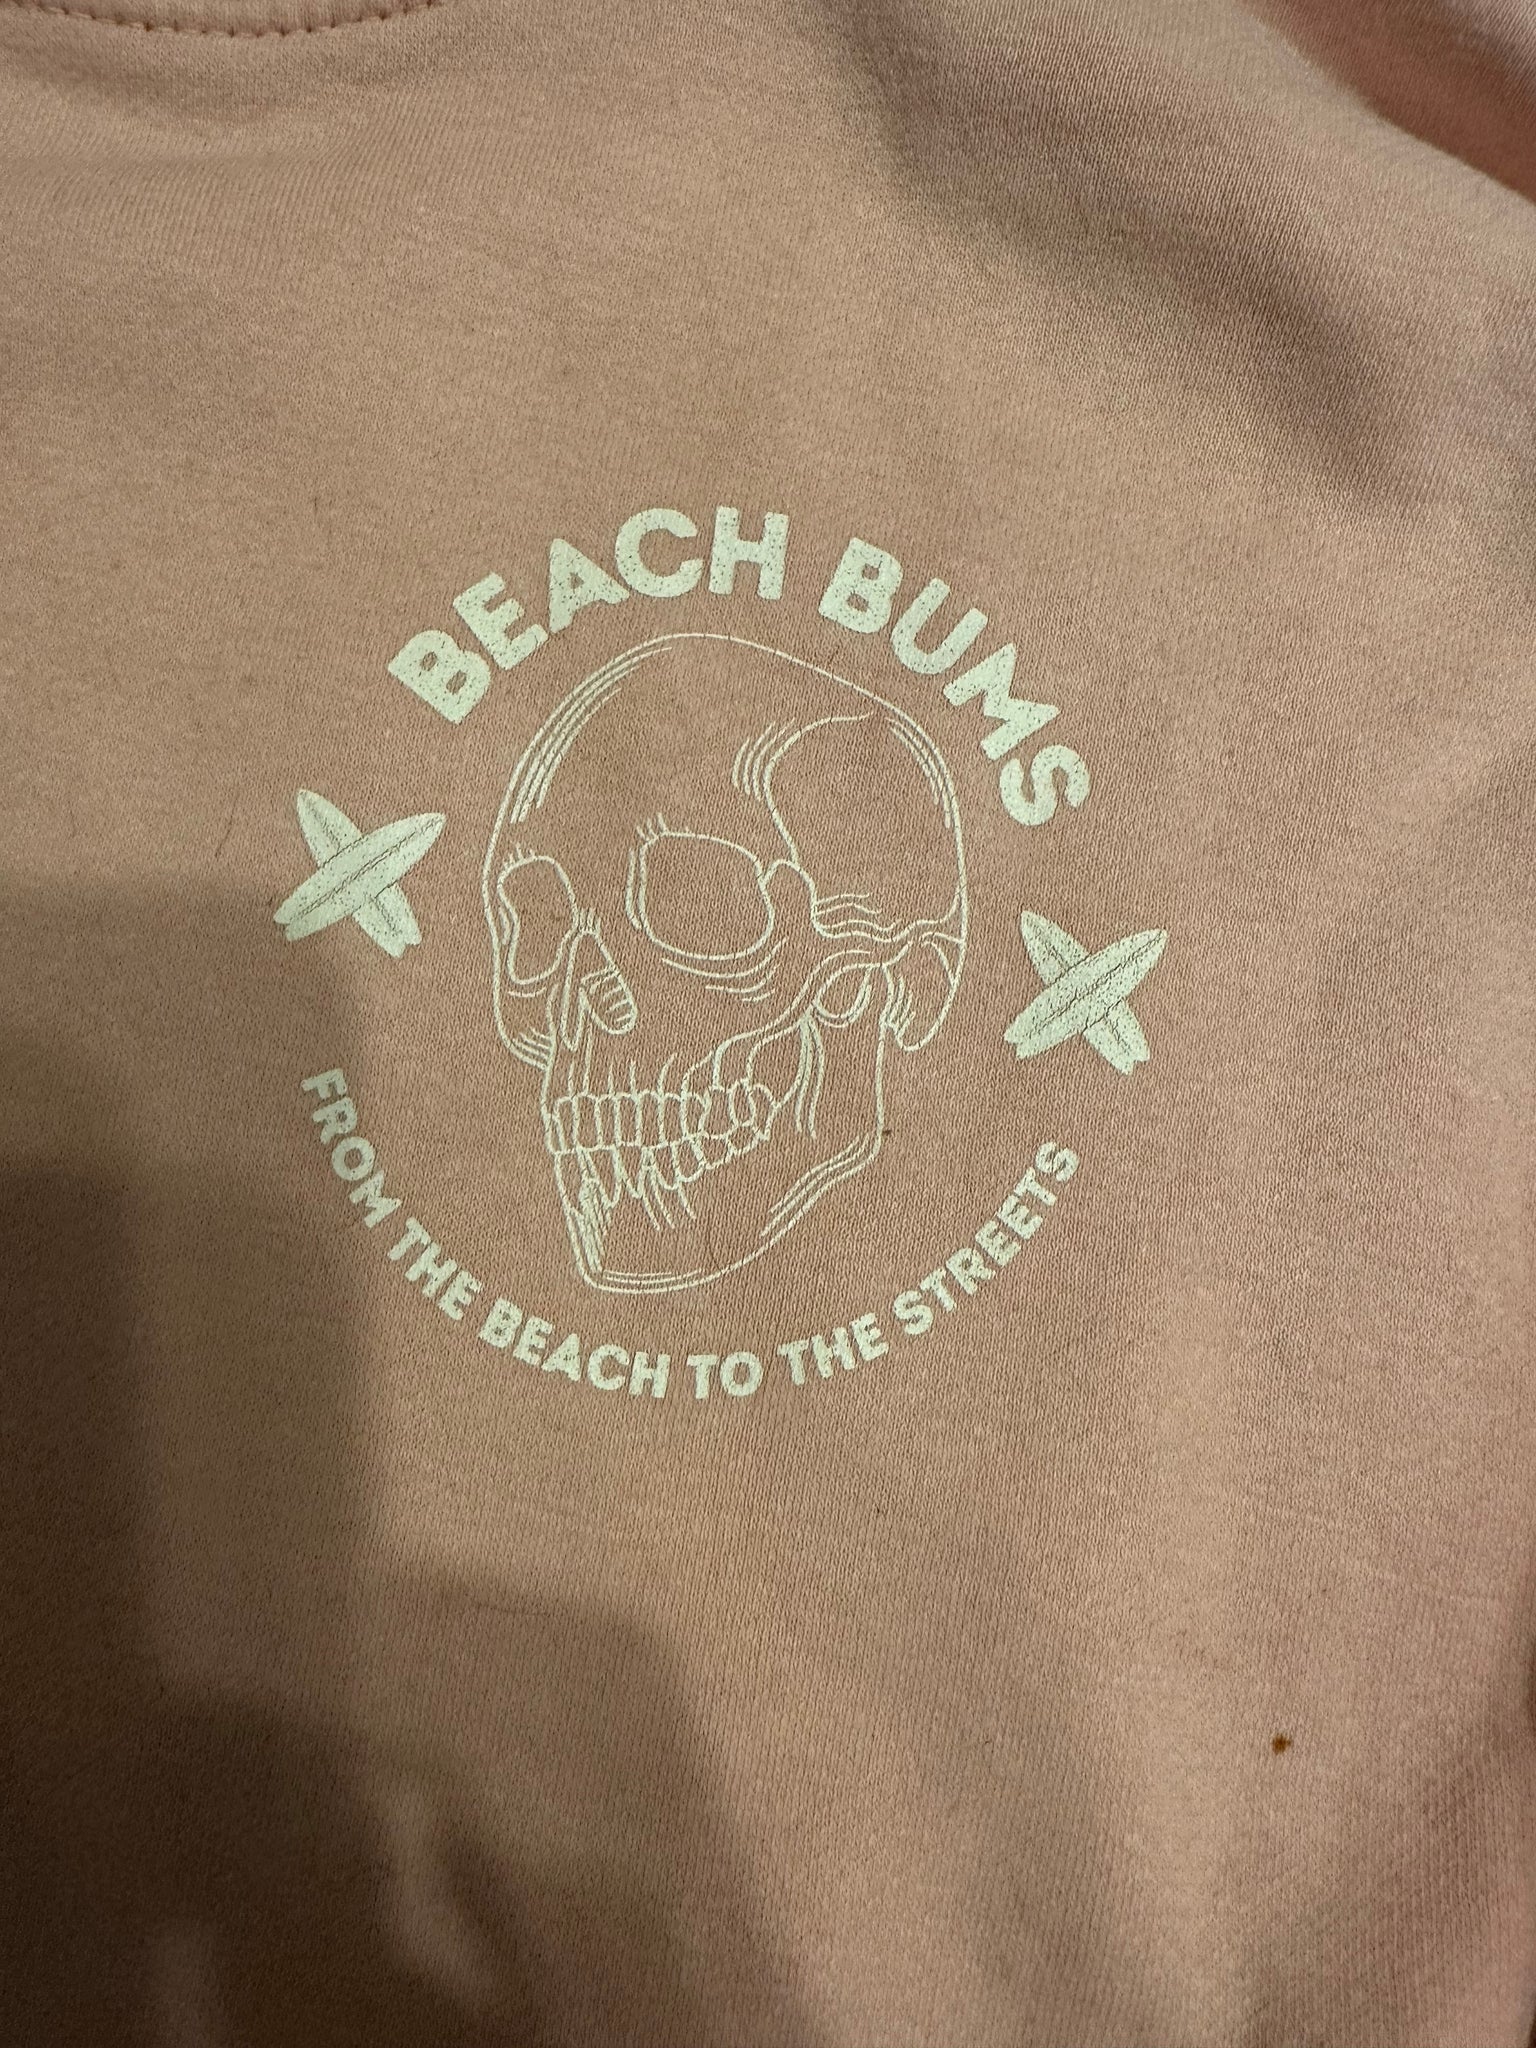 BEACH BUMS
FROM THE BEACH TO THE STREETS